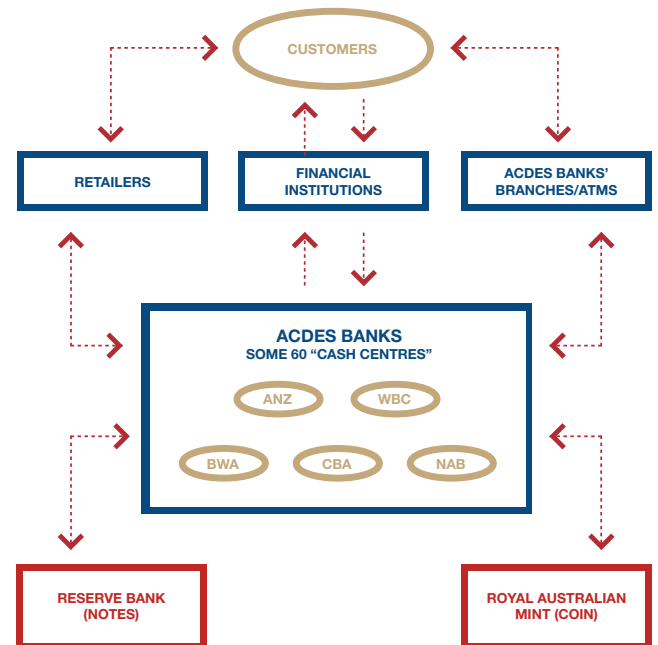 CUSTOMERS
RETAILERS
FINANCIAL
INSTITUTIONS
ACDES BANKS’
BRANCHES/ATMS
ACDES BANKS
SOME 60 “CASH CENTRES”
ANZ
WBC
BWA
CBA
NAB
RESERVE BANK
(NOTES)
ROYAL AUSTRALIAN
MINT (COIN)